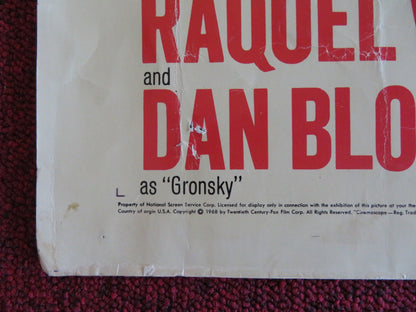 RAQUEL
and
DAN BLO
as "Gronsky"
Property of National Screen Service Corp. Licensed for display only in connection with the exhibition of this picture at your the
Country of orgin U.S.A. Copyright © 1968 by Twentieth Century-Fox Film Corp. All Rights Reserved. "Cinemascope—Reg. Trad